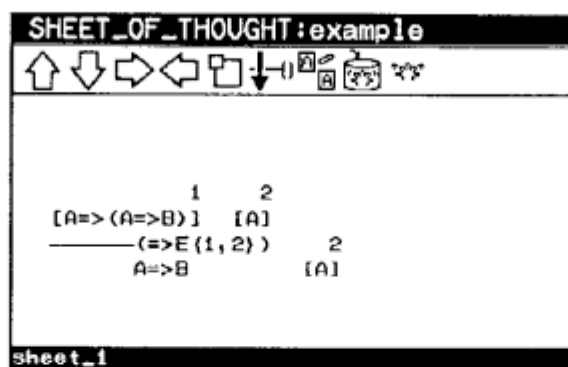 SHEET_OF_THOUGHT:example
1 2
[A=>(A=>B)] [A]
(=>E{1,2}) 2
A=>B [A]
sheet_1